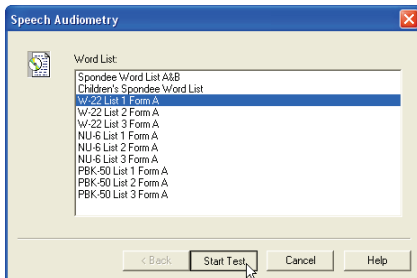 Speech Audiometry
Word List:
Spondee Word List A&B
Children's Spondee Word List
W-22 List 1 Form A
W-22 List 2 Form A
W-22 List 3 Form A
NU-6 List 1 Form A
NU-6 List 2 Form A
NU-6 List 3 Form A
PBK-50 List 1 Form A
PBK-50 List 2 Form A
PBK-50 List 3 Form A
< Back Start Test Cancel Help